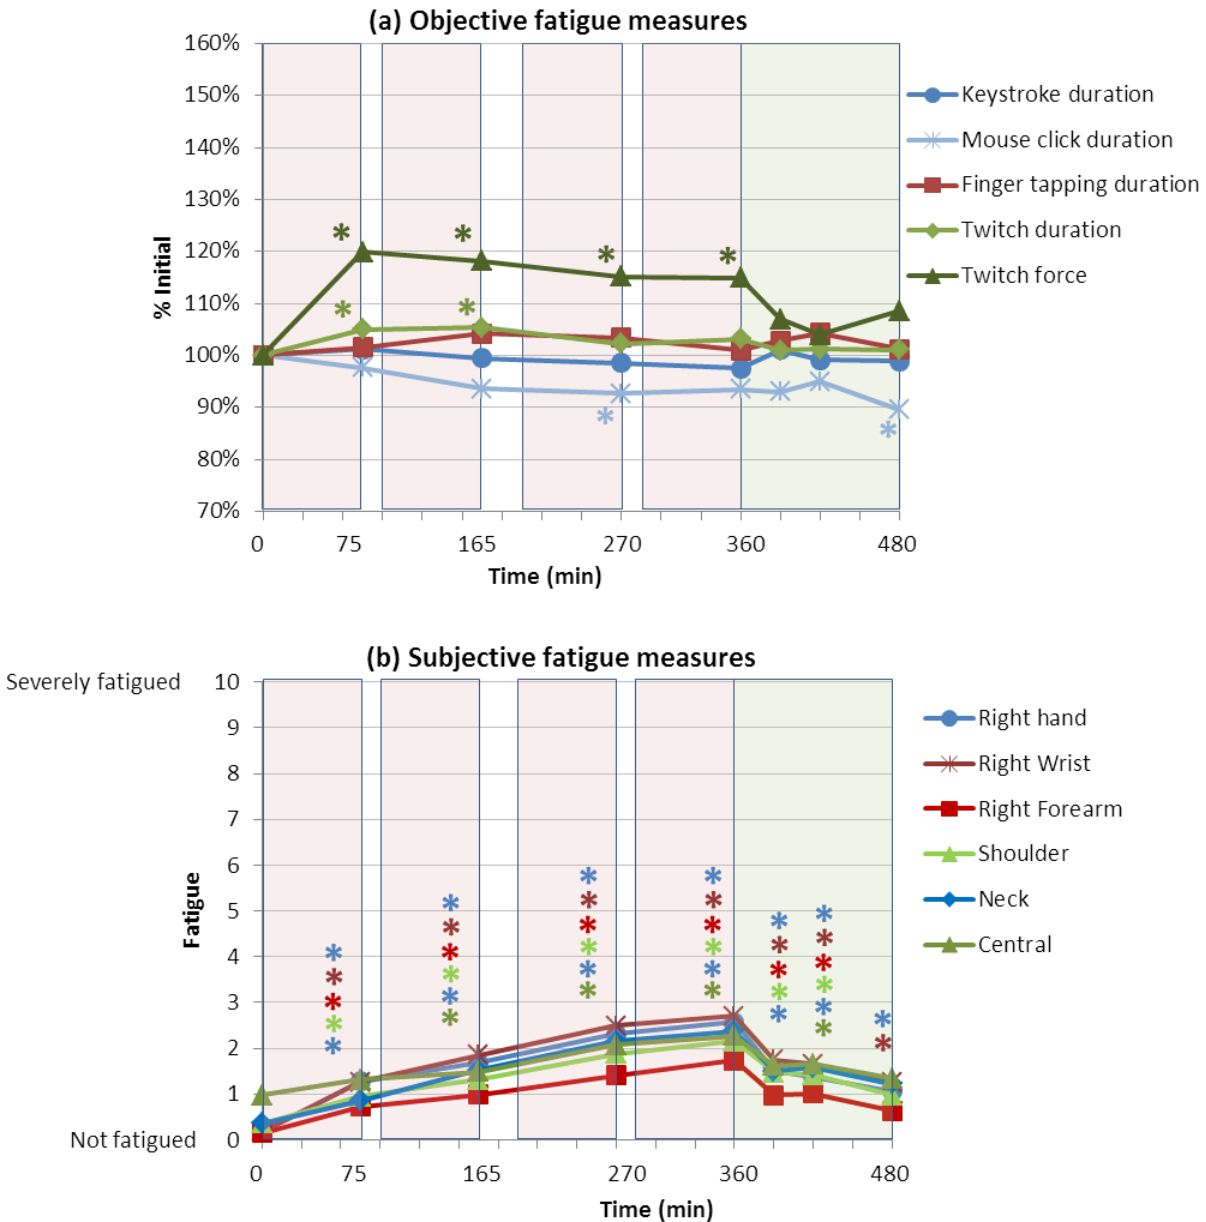 (a) Objective fatigue measures
160%
150%
140%
130%
120%
110%
100%
90%
80%
70%
% Initial
0 75 165 270 360 480
Time (min)
Keystroke duration
Mouse click duration
Finger tapping duration
Twitch duration
Twitch force
(b) Subjective fatigue measures
Severely fatigued
10
9
8
7
6
5
4
3
2
1
Not fatigued
0
Fatigue
0 75 165 270 360 480
Time (min)
Right hand
Right Wrist
Right Forearm
Shoulder
Neck
Central